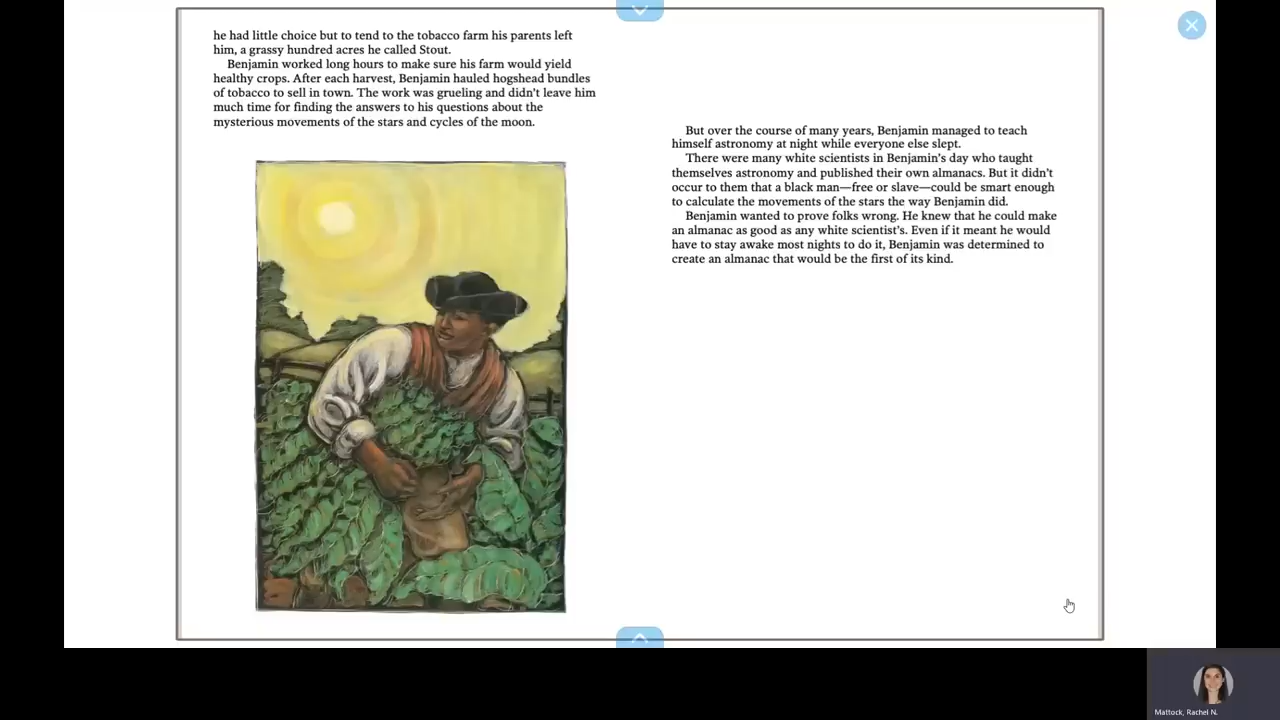 he had little choice but to tend to the tobacco farm his parents left
him, a grassy hundred acres he called Stout.
Benjamin worked long hours to make sure his farm would yield
healthy crops. After each harvest, Benjamin hauled hogshead bundles
of tobacco to sell in town. The work was grueling and didn’t leave him
much time for finding the answers to his questions about the
mysterious movements of the stars and cycles of the moon.
But over the course of many years, Benjamin managed to teach
himself astronomy at night while everyone else slept.
There were many white scientists in Benjamin’s day who taught
themselves astronomy and published their own almanacs. But it didn’t
occur to them that a black man—free or slave—could be smart enough
to calculate the movements of the stars the way Benjamin did.
Benjamin wanted to prove folks wrong. He knew that he could make
an almanac as good as any white scientist’s. Even if it meant he would
have to stay awake most nights to do it, Benjamin was determined to
create an almanac that would be the first of its kind.
Mattock, Rachel N.